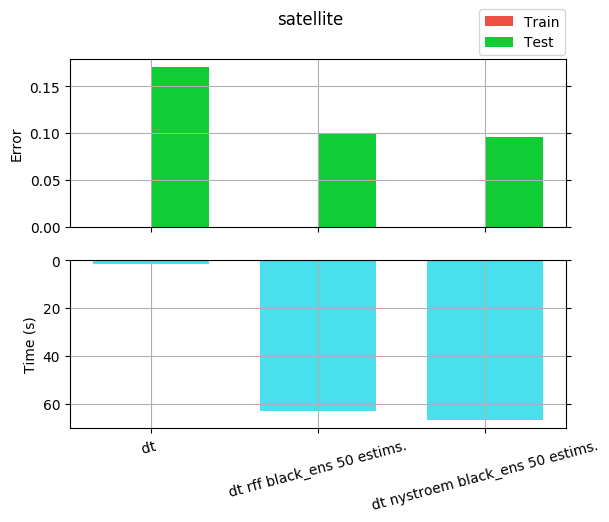 satellite
Train
Test
0.15
0.10
0.05
0.00
Error
0
20
40
60
Time (s)
dt
dt rff black_ens 50 estims.
dt nystroem black_ens 50 estims.